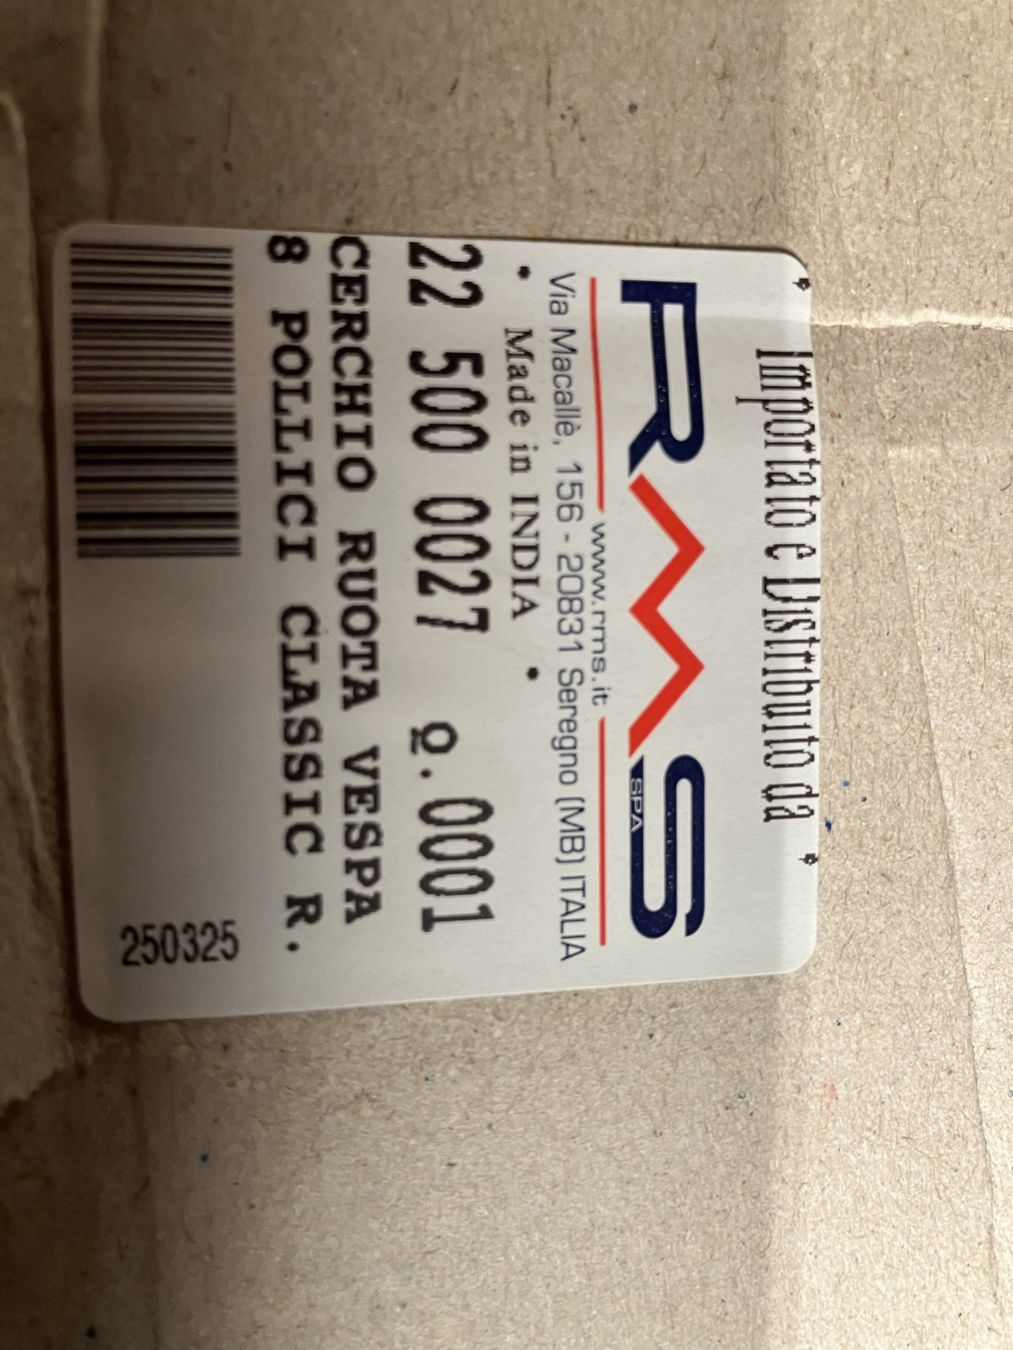 Importato e Distribuito da
RMS SPA
www.rms.it
Via Macallè, 156 - 20831 Seregno (MB) ITALIA
• Made in INDIA •
22 500 0027 Q.0001
CERCHIO RUOTA VESPA
8 POLLICI CLASSIC R.
250325